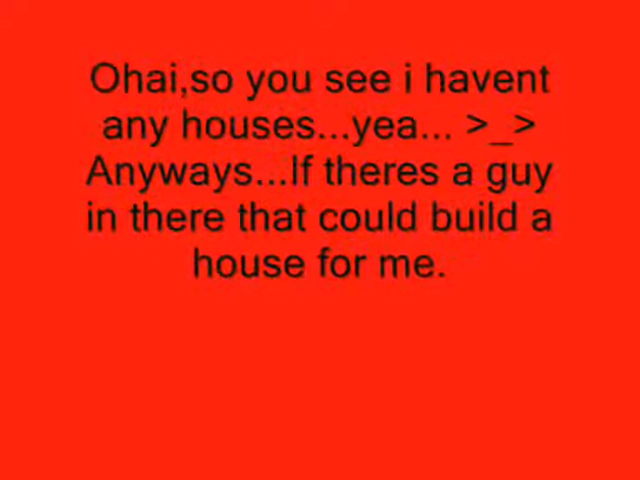 Ohai,so you see i havent
any houses...yea... >_>
Anyways...If theres a guy
in there that could build a
house for me.